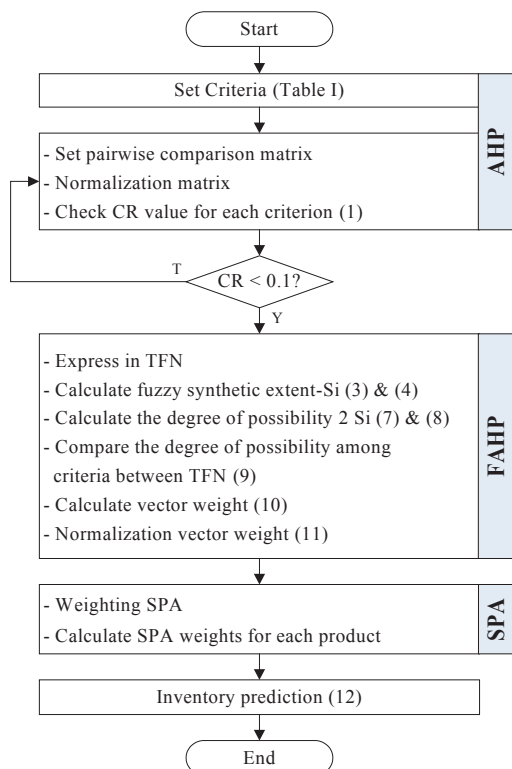 Start
Set Criteria (Table I)
AHP
- Set pairwise comparison matrix
- Normalization matrix
- Check CR value for each criterion (1)
T
CR < 0.1?
Y
- Express in TFN
- Calculate fuzzy synthetic extent-Si (3) & (4)
- Calculate the degree of possibility 2 Si (7) & (8)
- Compare the degree of possibility among
criteria between TFN (9)
- Calculate vector weight (10)
- Normalization vector weight (11)
FAHP
- Weighting SPA
- Calculate SPA weights for each product
SPA
Inventory prediction (12)
End